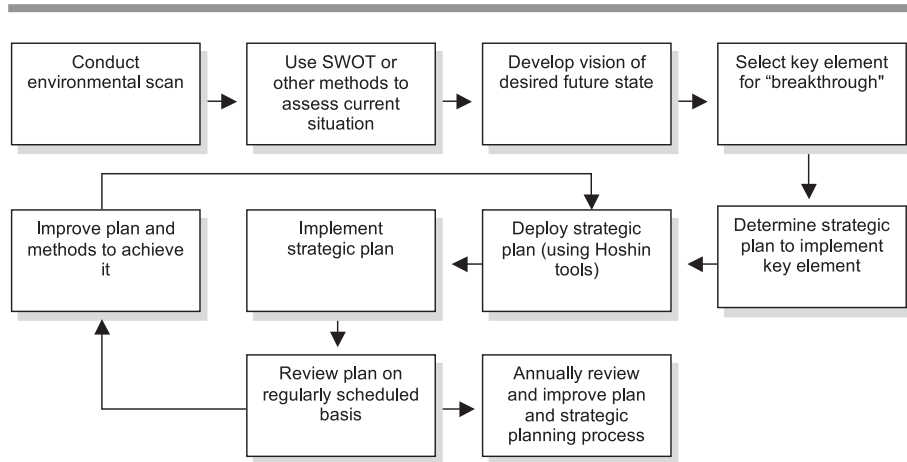 Conduct
environmental scan
Use SWOT or
other methods to
assess current
situation
Develop vision of
desired future state
Select key element
for “breakthrough"
Improve plan and
methods to achieve
it
Implement
strategic plan
Deploy strategic
plan (using Hoshin
tools)
Determine strategic
plan to implement
key element
Review plan on
regularly scheduled
basis
Annually review
and improve plan
and strategic
planning process